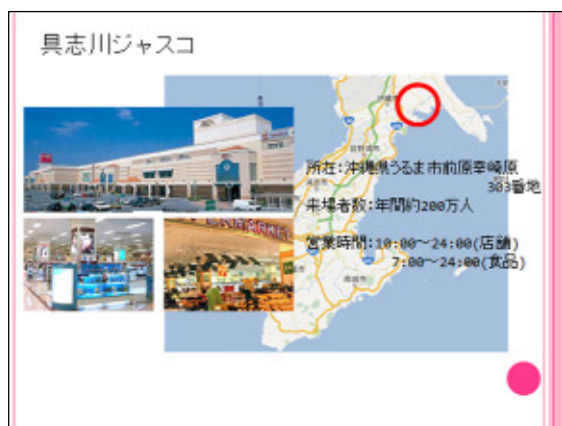 具志川ジャスコ
所在:沖縄県うるま市前原幸崎原
303番地
来場者数:年間約200万人
営業時間:10:00～24:00(店舗)
7:00～24:00(食品)